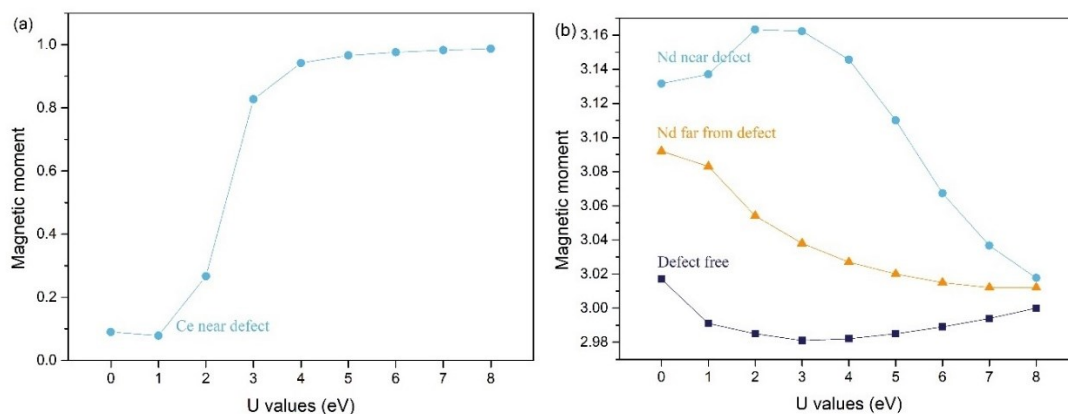 (a)
Magnetic moment
1.0
0.8
0.6
0.4
0.2
0.0
Ce near defect
0 1 2 3 4 5 6 7 8
U values (eV)
(b)
Magnetic moment
3.16
3.14
3.12
3.10
3.08
3.06
3.04
3.02
3.00
2.98
Nd near defect
Nd far from defect
Defect free
0 1 2 3 4 5 6 7 8
U values (eV)